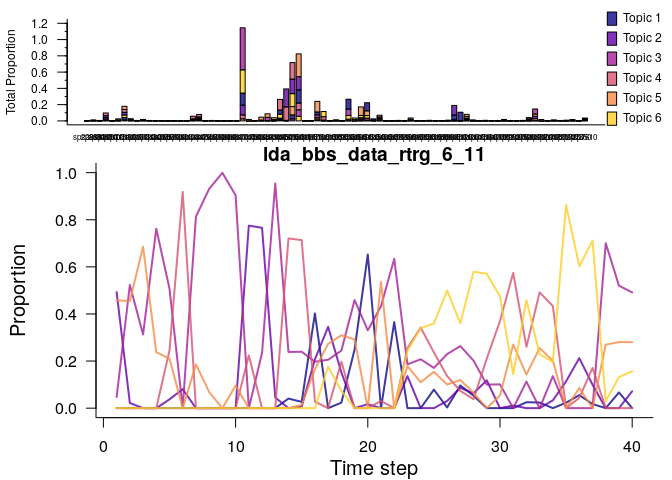 Total Proportion
1.2
1.0
0.8
0.6
0.4
0.2
0.0
Topic 1
Topic 2
Topic 3
Topic 4
Topic 5
Topic 6
lda_bbs_data_rtrg_6_11
Proportion
1.0
0.8
0.6
0.4
0.2
0.0
0 10 20 30 40
Time step